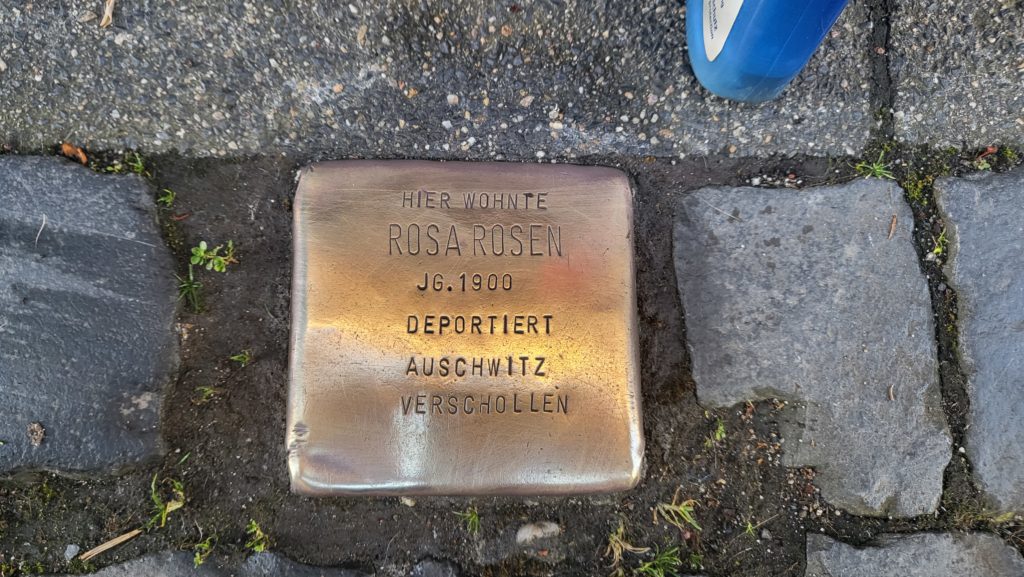 HIER WOHNTE
ROSA ROSEN
JG.1900
DEPORTIERT
AUSCHWITZ
VERSCHOLLEN